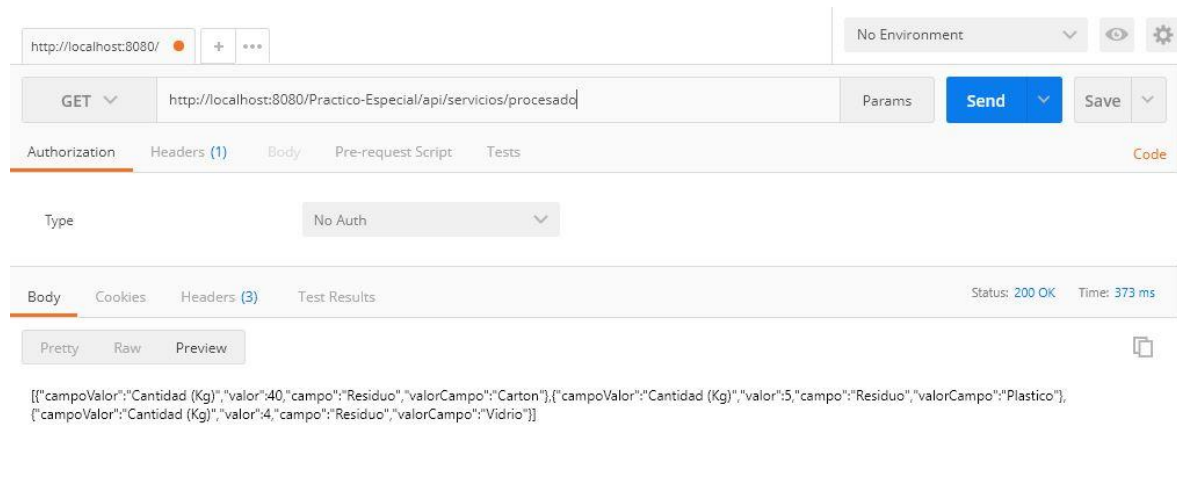 http://localhost:8080/
+
No Environment
GET
http://localhost:8080/Practico-Especial/api/servicios/procesado
Params
Send
Save
Authorization Headers (1) Body Pre-request Script Tests Code
Type No Auth
Body Cookies Headers (3) Test Results Status: 200 OK Time: 373 ms
Pretty Raw Preview
[{"campoValor":"Cantidad (Kg)","valor":40,"campo":"Residuo","valorCampo":"Carton"},{"campoValor":"Cantidad (Kg)","valor":5,"campo":"Residuo","valorCampo":"Plastico"},
{"campoValor":"Cantidad (Kg)","valor":4,"campo":"Residuo","valorCampo":"Vidrio"}]